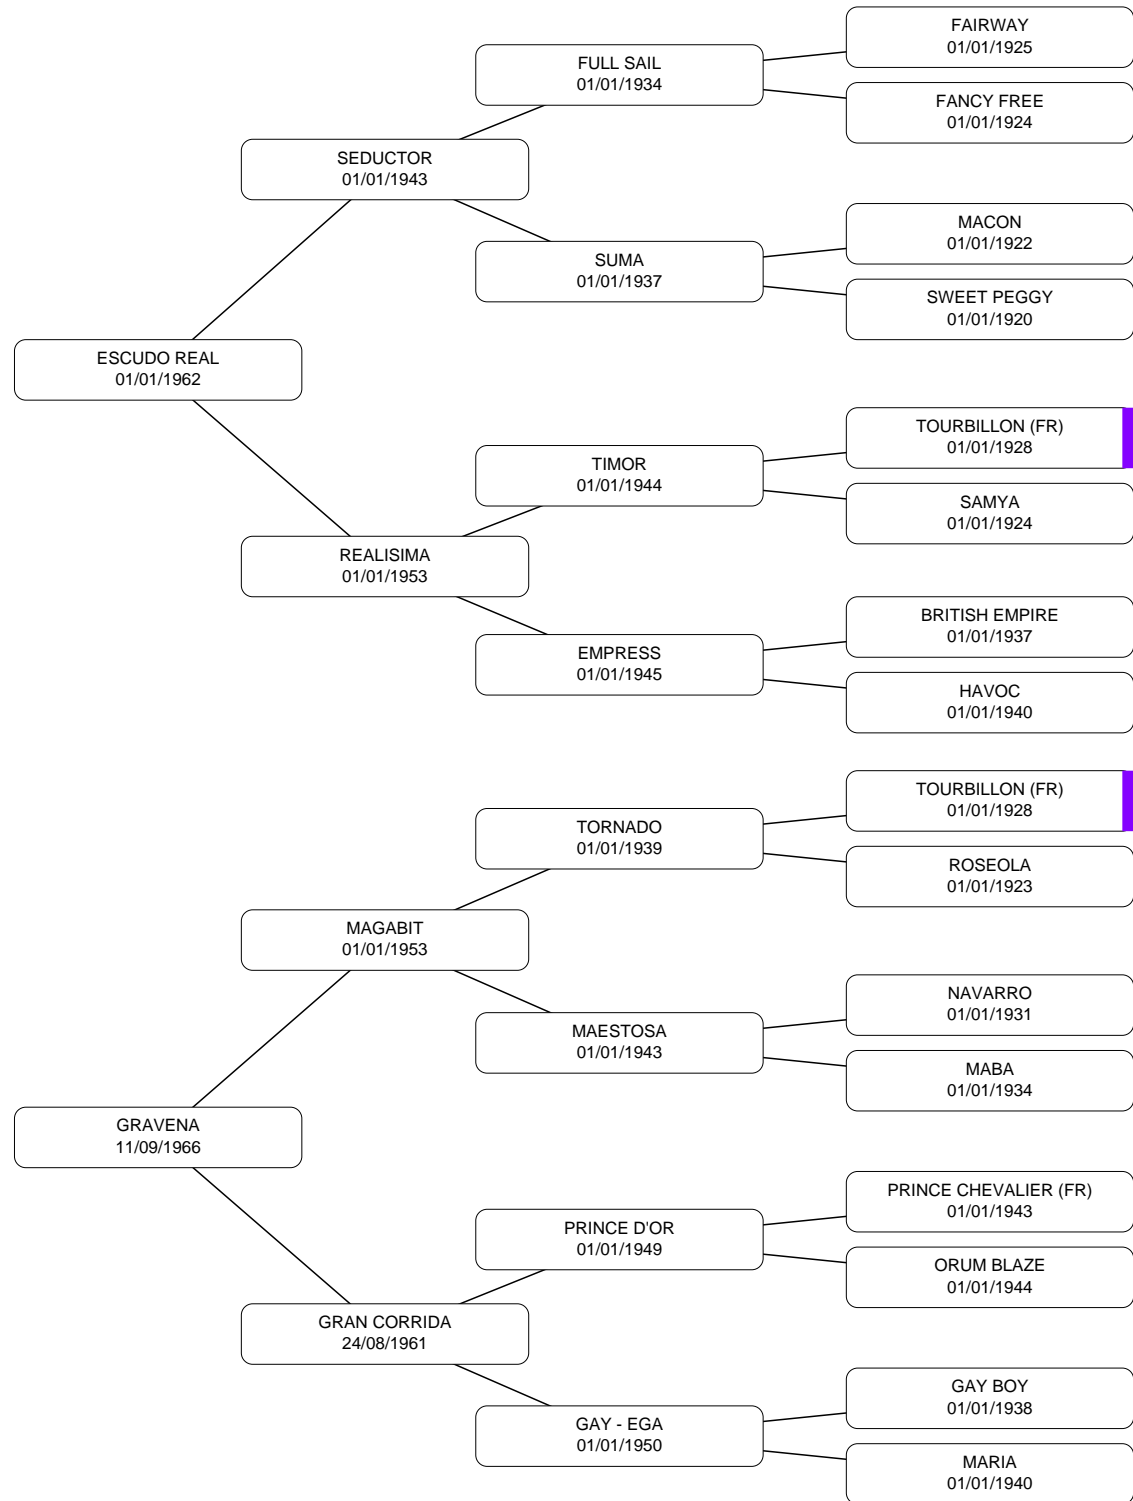 FAIRWAY
01/01/1925
FULL SAIL
01/01/1934
FANCY FREE
01/01/1924
SEDUCTOR
01/01/1943
MACON
01/01/1922
SUMA
01/01/1937
SWEET PEGGY
01/01/1920
ESCUDO REAL
01/01/1962
TOURBILLON (FR)
01/01/1928
TIMOR
01/01/1944
SAMYA
01/01/1924
REALISIMA
01/01/1953
BRITISH EMPIRE
01/01/1937
EMPRESS
01/01/1945
HAVOC
01/01/1940
TOURBILLON (FR)
01/01/1928
TORNADO
01/01/1939
ROSEOLA
01/01/1923
MAGABIT
01/01/1953
NAVARRO
01/01/1931
MAESTOSA
01/01/1943
MABA
01/01/1934
GRAVENA
11/09/1966
PRINCE CHEVALIER (FR)
01/01/1943
PRINCE D'OR
01/01/1949
ORUM BLAZE
01/01/1944
GRAN CORRIDA
24/08/1961
GAY BOY
01/01/1938
GAY - EGA
01/01/1950
MARIA
01/01/1940